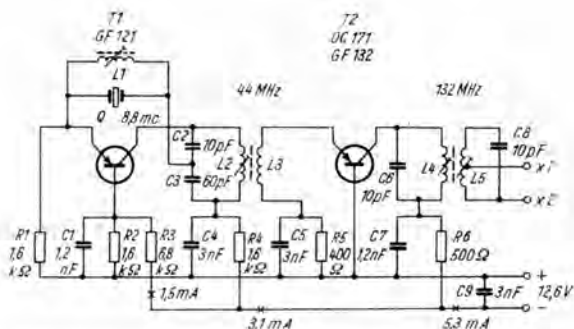 T1
GF 121
L1
Q 8,8 mc.
T2
OC 171
GF 132
44 MHz
132 MHz
C2
10pF
C3
60pF
L2
L3
C6
10pF
L4
L5
C8
10pF
x F
x E
R1
1,6
kΩ
C1
1,2
nF
R2
1,6
kΩ
R3
6,8
kΩ
C4
3nF
R4
1,6
kΩ
C5
3nF
R5
400
Ω
C7
1,2nF
R6
500Ω
C9
3nF
+
12,6V
–
1,5mA
3,1 mA
5,3 mA